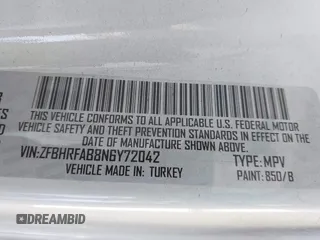 THIS VEHICLE CONFORMS TO ALL APPLICABLE U.S. FEDERAL MOTOR
VEHICLE SAFETY AND THEFT PREVENTION STANDARDS IN EFFECT ON THE
DATE OF MANUFACTURE SHOWN ABOVE.
VIN:ZFBHRFAB8N6Y72042 TYPE:MPV
VEHICLE MADE IN: TURKEY PAINT:850/B
DREAMBID